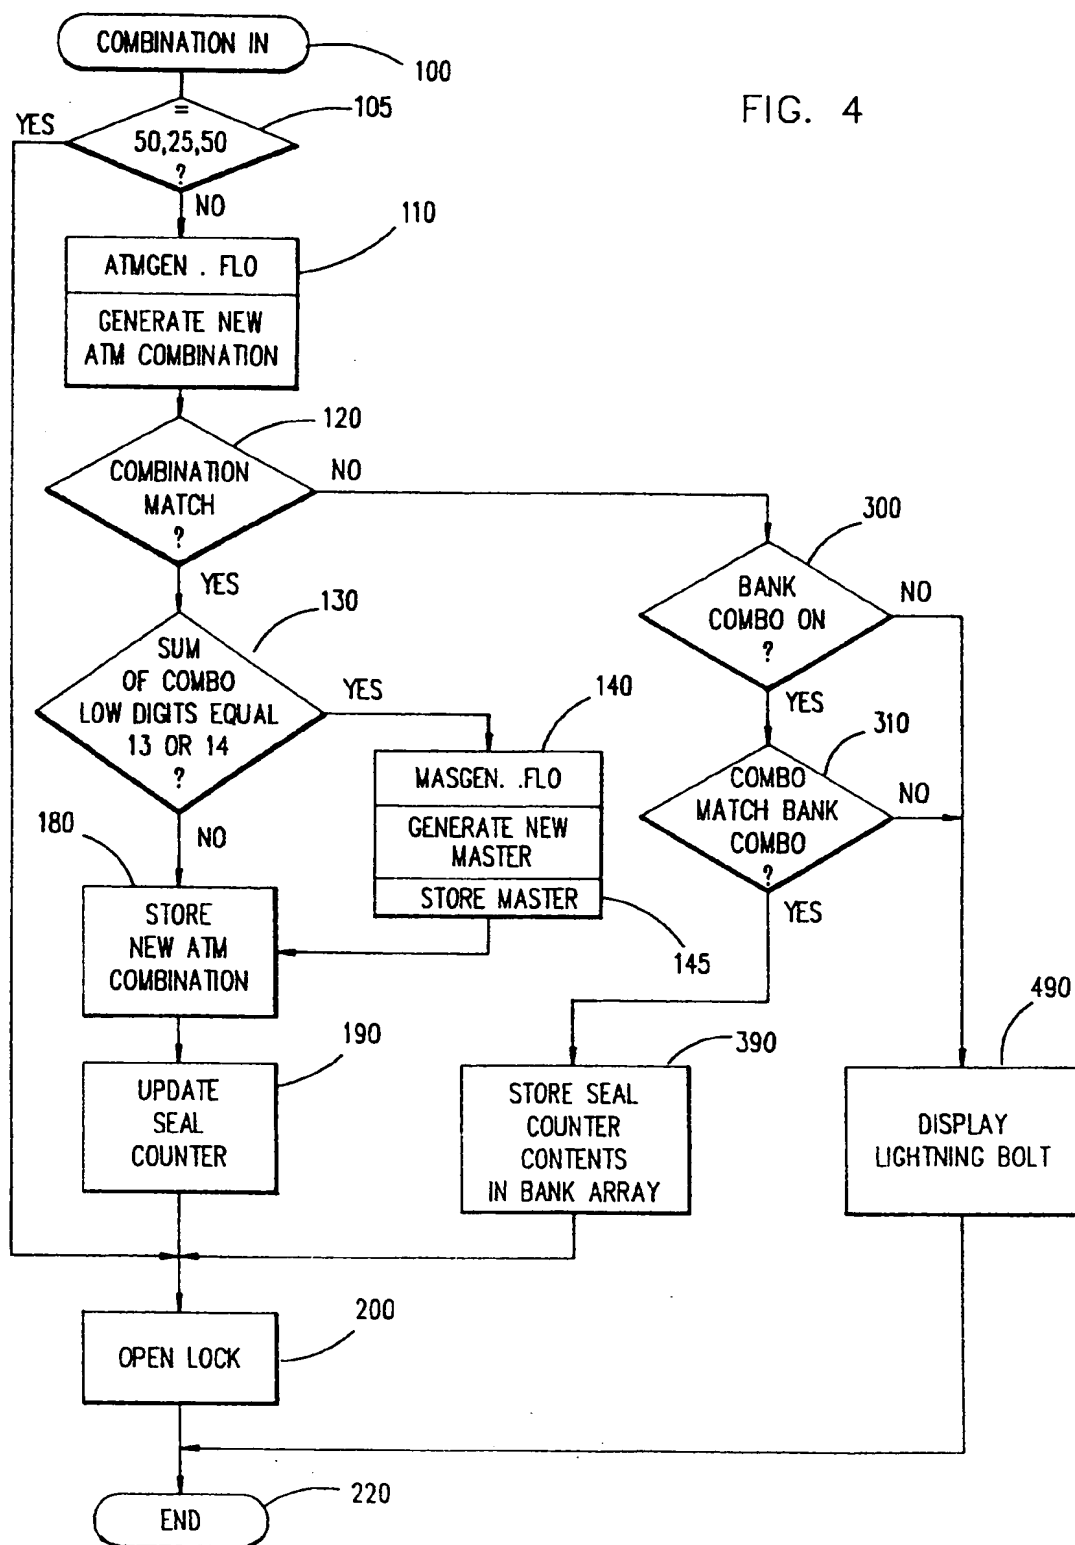 COMBINATION IN
100
FIG. 4
=
50,25,50
?
105
YES
NO
110
ATMGEN . FLO
GENERATE NEW
ATM COMBINATION
120
COMBINATION
MATCH
?
NO
YES
300
BANK
COMBO ON
?
NO
YES
130
SUM
OF COMBO
LOW DIGITS EQUAL
13 OR 14
?
YES
NO
140
MASGEN. .FLO
GENERATE NEW
MASTER
STORE MASTER
145
310
COMBO
MATCH BANK
COMBO
?
NO
YES
180
STORE
NEW ATM
COMBINATION
190
UPDATE
SEAL
COUNTER
390
STORE SEAL
COUNTER
CONTENTS
IN BANK ARRAY
490
DISPLAY
LIGHTNING BOLT
200
OPEN LOCK
END
220